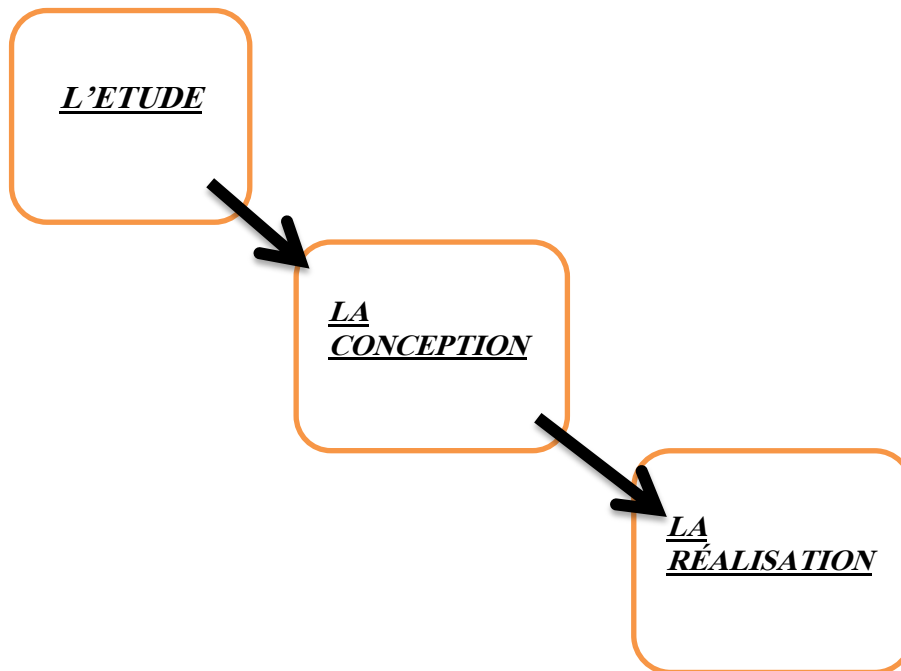 L’ETUDE
LA
CONCEPTION
LA
RÉALISATION